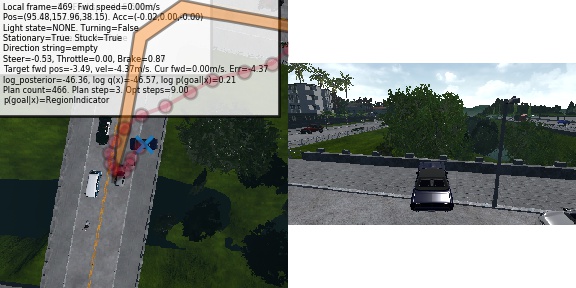 Local frame=469. Fwd speed=0.00m/s
Pos=(95.48,157.96,38.15). Acc=(-0.02,0.00,-0.00)
Light state=NONE. Turning=False
Stationary=True. Stuck=True
Direction string=empty
Steer=-0.53, Throttle=0.00, Brake=0.87
Target fwd pos=-3.49, vel=-4.37m/s. Cur fwd=0.00m/s. Err=-4.37
log_posterior=-46.36, log q(x)=-46.57, log p(goal|x)=0.21
Plan count=466. Plan step=3. Opt steps=9.00
p(goal|x)=RegionIndicator